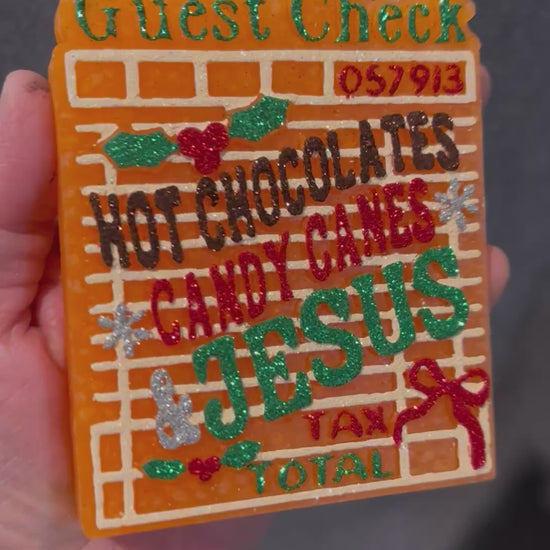 Guest Check
057913
HOT CHOCOLATES
CANDY CANES
& JESUS
TAX
TOTAL